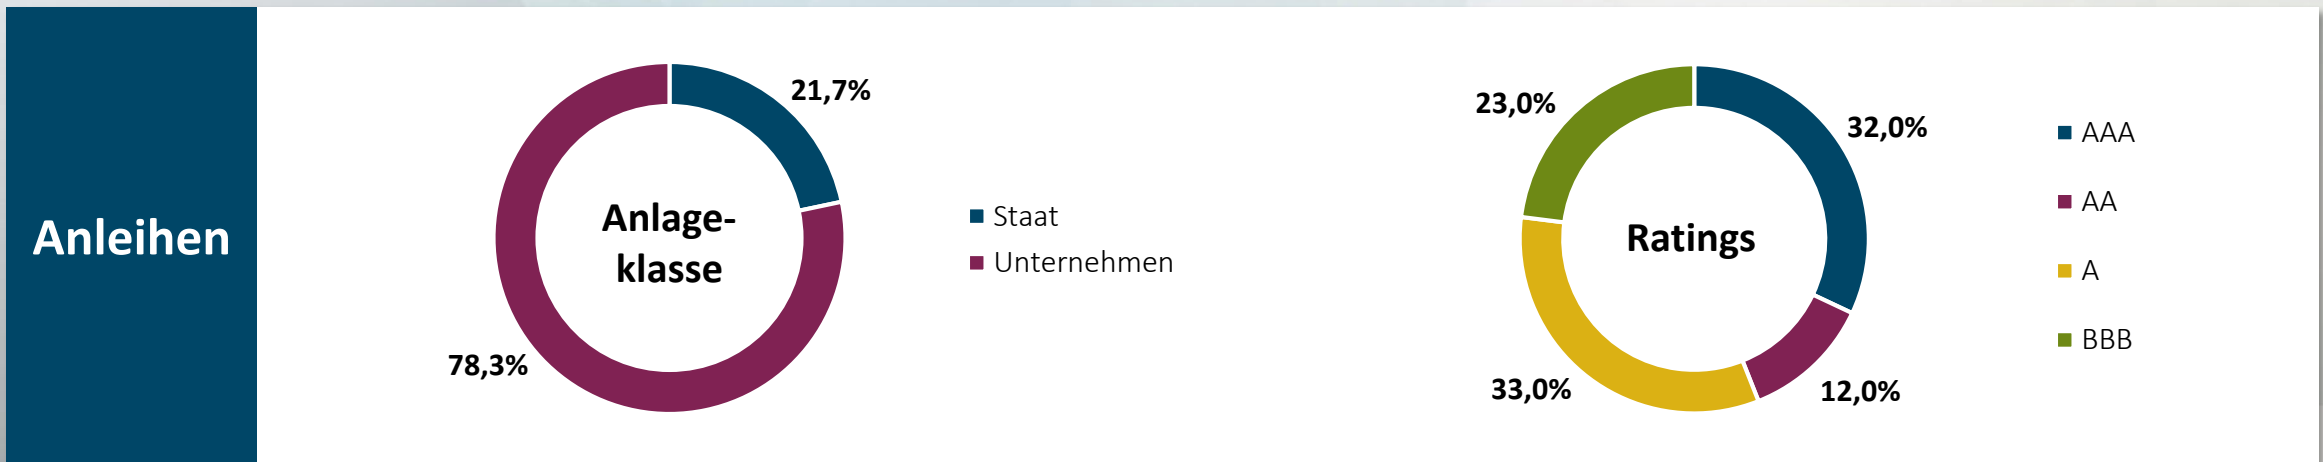 Anleihen
21,7%
78,3%
Anlage-
klasse
Staat
Unternehmen
23,0%
32,0%
33,0%
12,0%
Ratings
AAA
AA
A
BBB